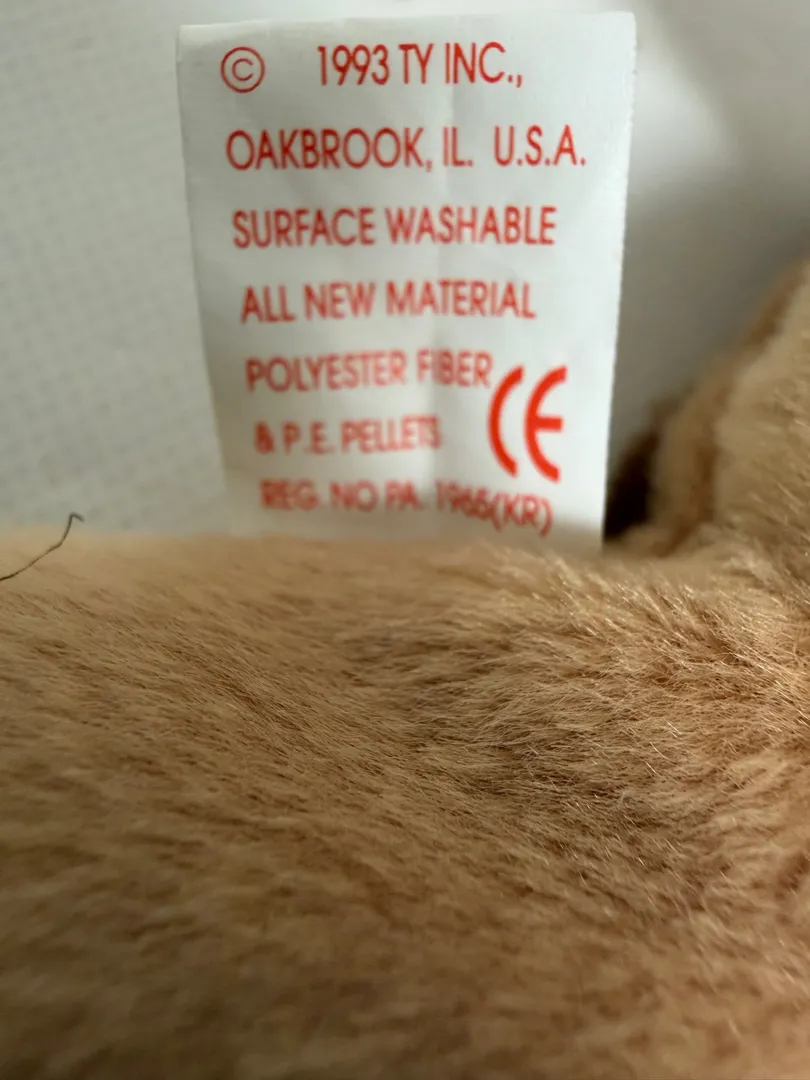 © 1993 TY INC.,
OAKBROOK, IL. U.S.A.
SURFACE WASHABLE
ALL NEW MATERIAL
POLYESTER FIBER
& P.E. PELLETS CE
REG. NO PA. 1965(KR)